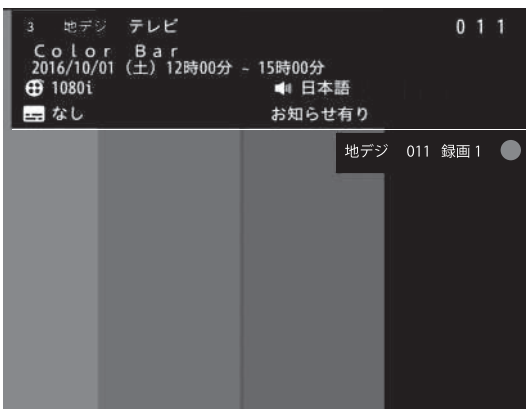 3 地デジ テレビ 011
Color Bar
2016/10/01 (土) 12時00分 ~ 15時00分
1080i 日本語
なし お知らせ有り
地デジ 011 録画1